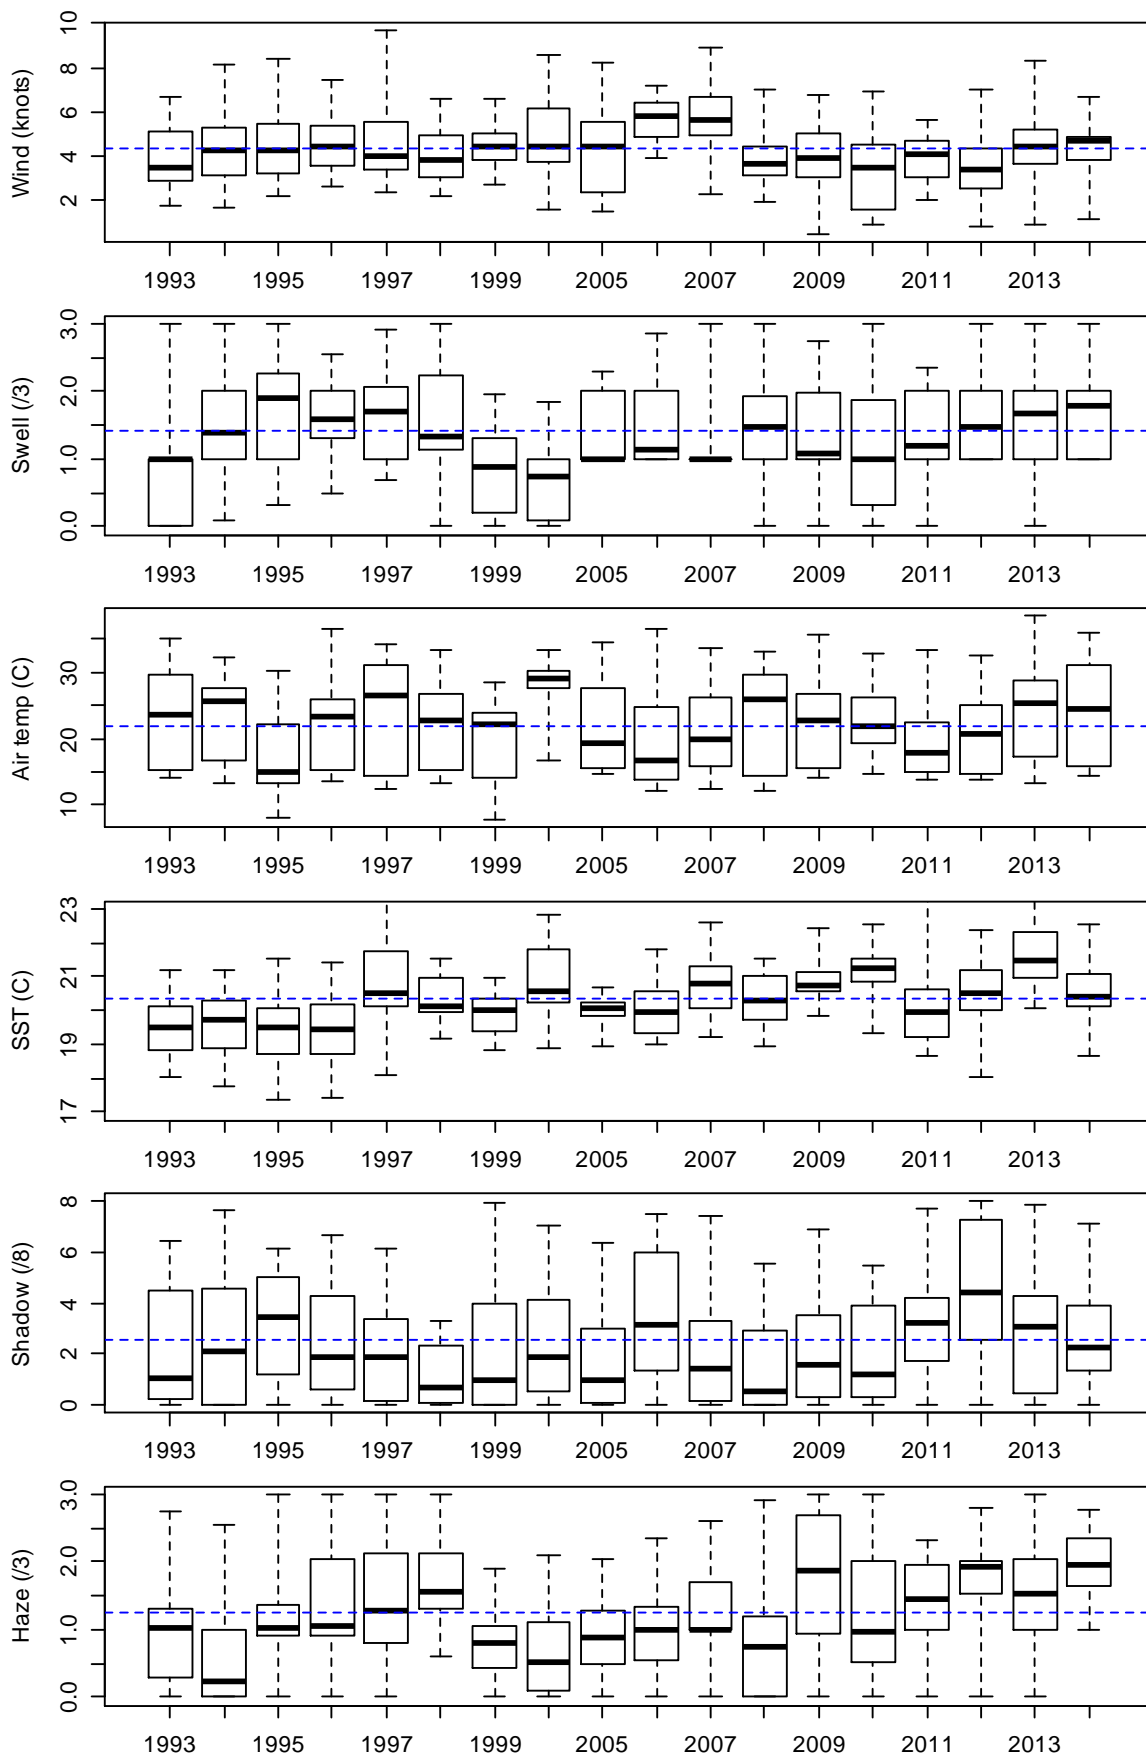 Wind (knots)
10
8
6
4
2
1993 1995 1997 1999 2005 2007 2009 2011 2013
Swell (/3)
3.0
2.0
1.0
0.0
1993 1995 1997 1999 2005 2007 2009 2011 2013
Air temp (C)
30
20
10
1993 1995 1997 1999 2005 2007 2009 2011 2013
SST (C)
23
21
19
17
1993 1995 1997 1999 2005 2007 2009 2011 2013
Shadow (/8)
8
6
4
2
0
1993 1995 1997 1999 2005 2007 2009 2011 2013
Haze (/3)
3.0
2.0
1.0
0.0
1993 1995 1997 1999 2005 2007 2009 2011 2013